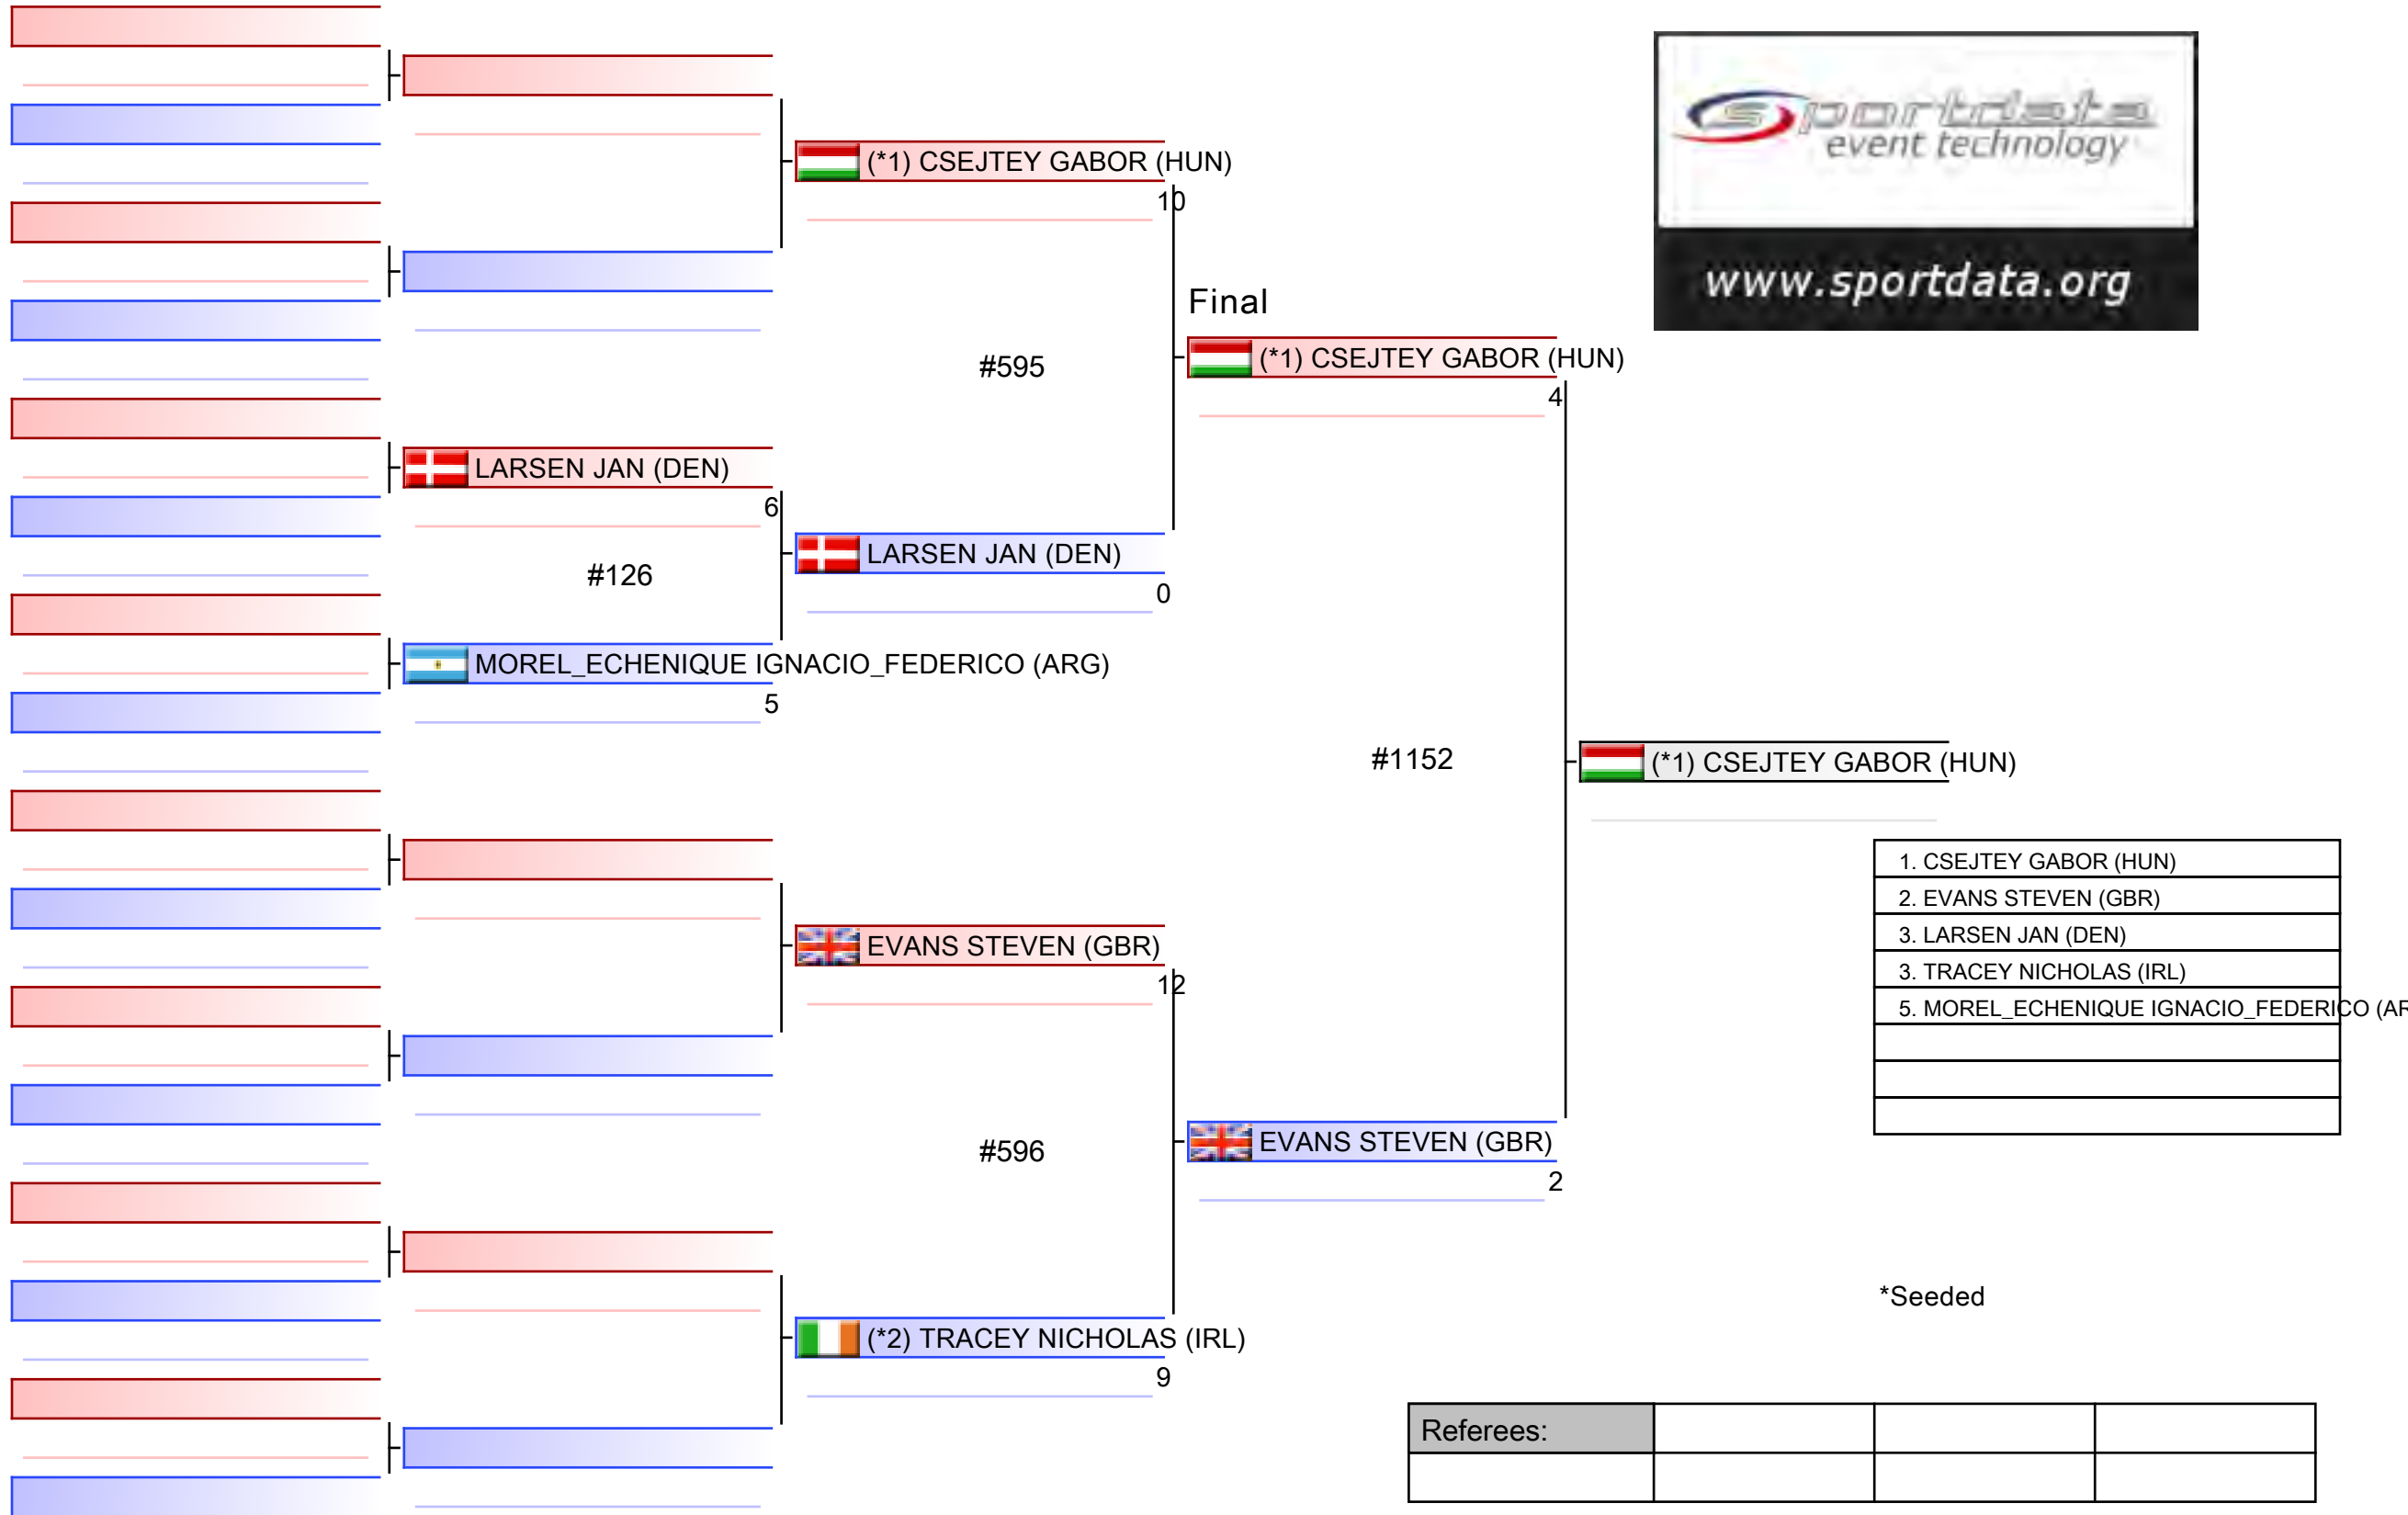 sportdata
event technology
www.sportdata.org
(*1) CSEJTEY GABOR (HUN)
10
Final
#595
(*1) CSEJTEY GABOR (HUN)
4
LARSEN JAN (DEN)
6
LARSEN JAN (DEN)
#126
0
MOREL_ECHENIQUE IGNACIO_FEDERICO (ARG)
5
#1152
(*1) CSEJTEY GABOR (HUN)
1. CSEJTEY GABOR (HUN)
2. EVANS STEVEN (GBR)
3. LARSEN JAN (DEN)
3. TRACEY NICHOLAS (IRL)
5. MOREL_ECHENIQUE IGNACIO_FEDERICO (AR
EVANS STEVEN (GBR)
12
#596
EVANS STEVEN (GBR)
2
*Seeded
(*2) TRACEY NICHOLAS (IRL)
9
Referees: